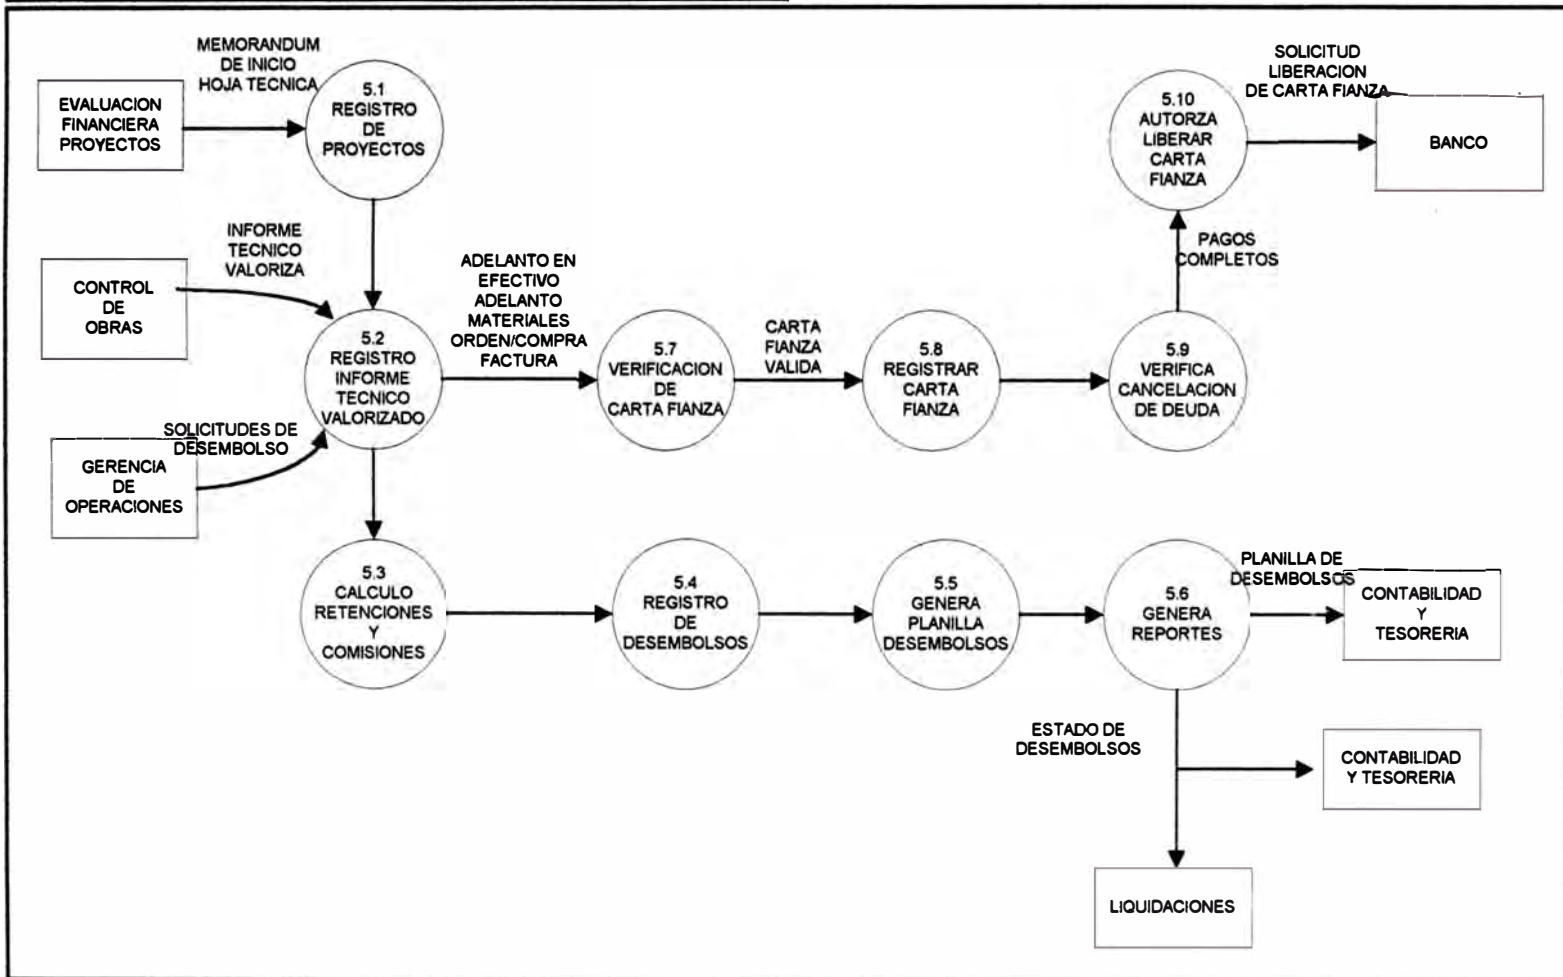 MEMORANDUM
DE INICIO
HOJA TECNICA
EVALUACION
FINANCIERA
PROYECTOS
5.1
REGISTRO
DE
PROYECTOS
SOLICITUD
LIBERACION
DE CARTA FIANZA
5.10
AUTORZA
LIBERAR
CARTA
FIANZA
BANCO
INFORME
TECNICO
VALORIZA
CONTROL
DE
OBRAS
PAGOS
COMPLETOS
ADELANTO EN
EFECTIVO
ADELANTO
MATERIALES
ORDEN/COMPRA
FACTURA
5.2
REGISTRO
INFORME
TECNICO
VALORIZADO
5.7
VERIFICACION
DE
CARTA FIANZA
CARTA
FIANZA
VALIDA
5.8
REGISTRAR
CARTA
FIANZA
5.9
VERIFICA
CANCELACION
DE DEUDA
SOLICITUDES DE
DESEMBOLSO
GERENCIA
DE
OPERACIONES
5.3
CALCULO
RETENCIONES
Y
COMISIONES
5.4
REGISTRO
DE
DESEMBOLSOS
5.5
GENERA
PLANILLA
DESEMBOLSOS
5.6
GENERA
REPORTES
PLANILLA DE
DESEMBOLSOS
CONTABILIDAD
Y
TESORERIA
ESTADO DE
DESEMBOLSOS
CONTABILIDAD
Y TESORERIA
LIQUIDACIONES